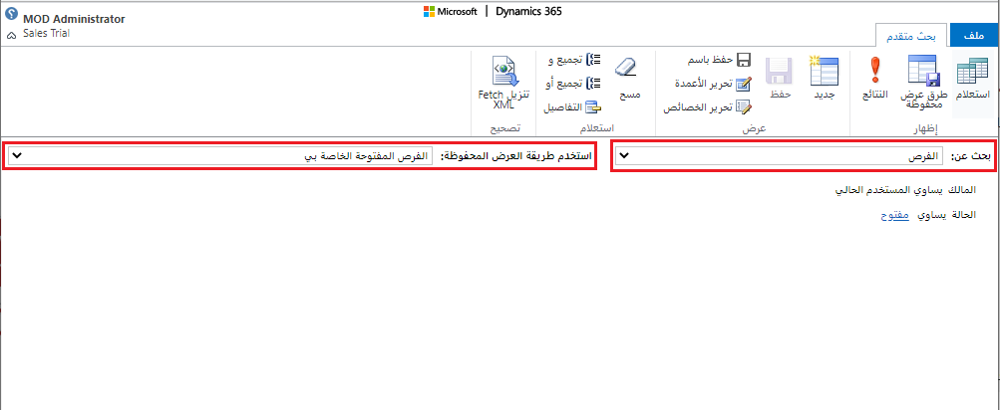 Microsoft | Dynamics 365
MOD Administrator
Sales Trial
ملف
بحث متقدم
استعلام
طرق عرض محفوظة
النتائج
إظهار
جديد
حفظ
حفظ باسم
تحرير الأعمدة
تحرير الخصائص
عرض
مسح
تجميع و
تجميع أو
التفاصيل
استعلام
تنزيل Fetch XML
تصحيح
بحث عن: الفرص
استخدم طريقة العرض المحفوظة: الفرص المفتوحة الخاصة بي
المالك يساوي المستخدم الحالي
الحالة يساوي مفتوح